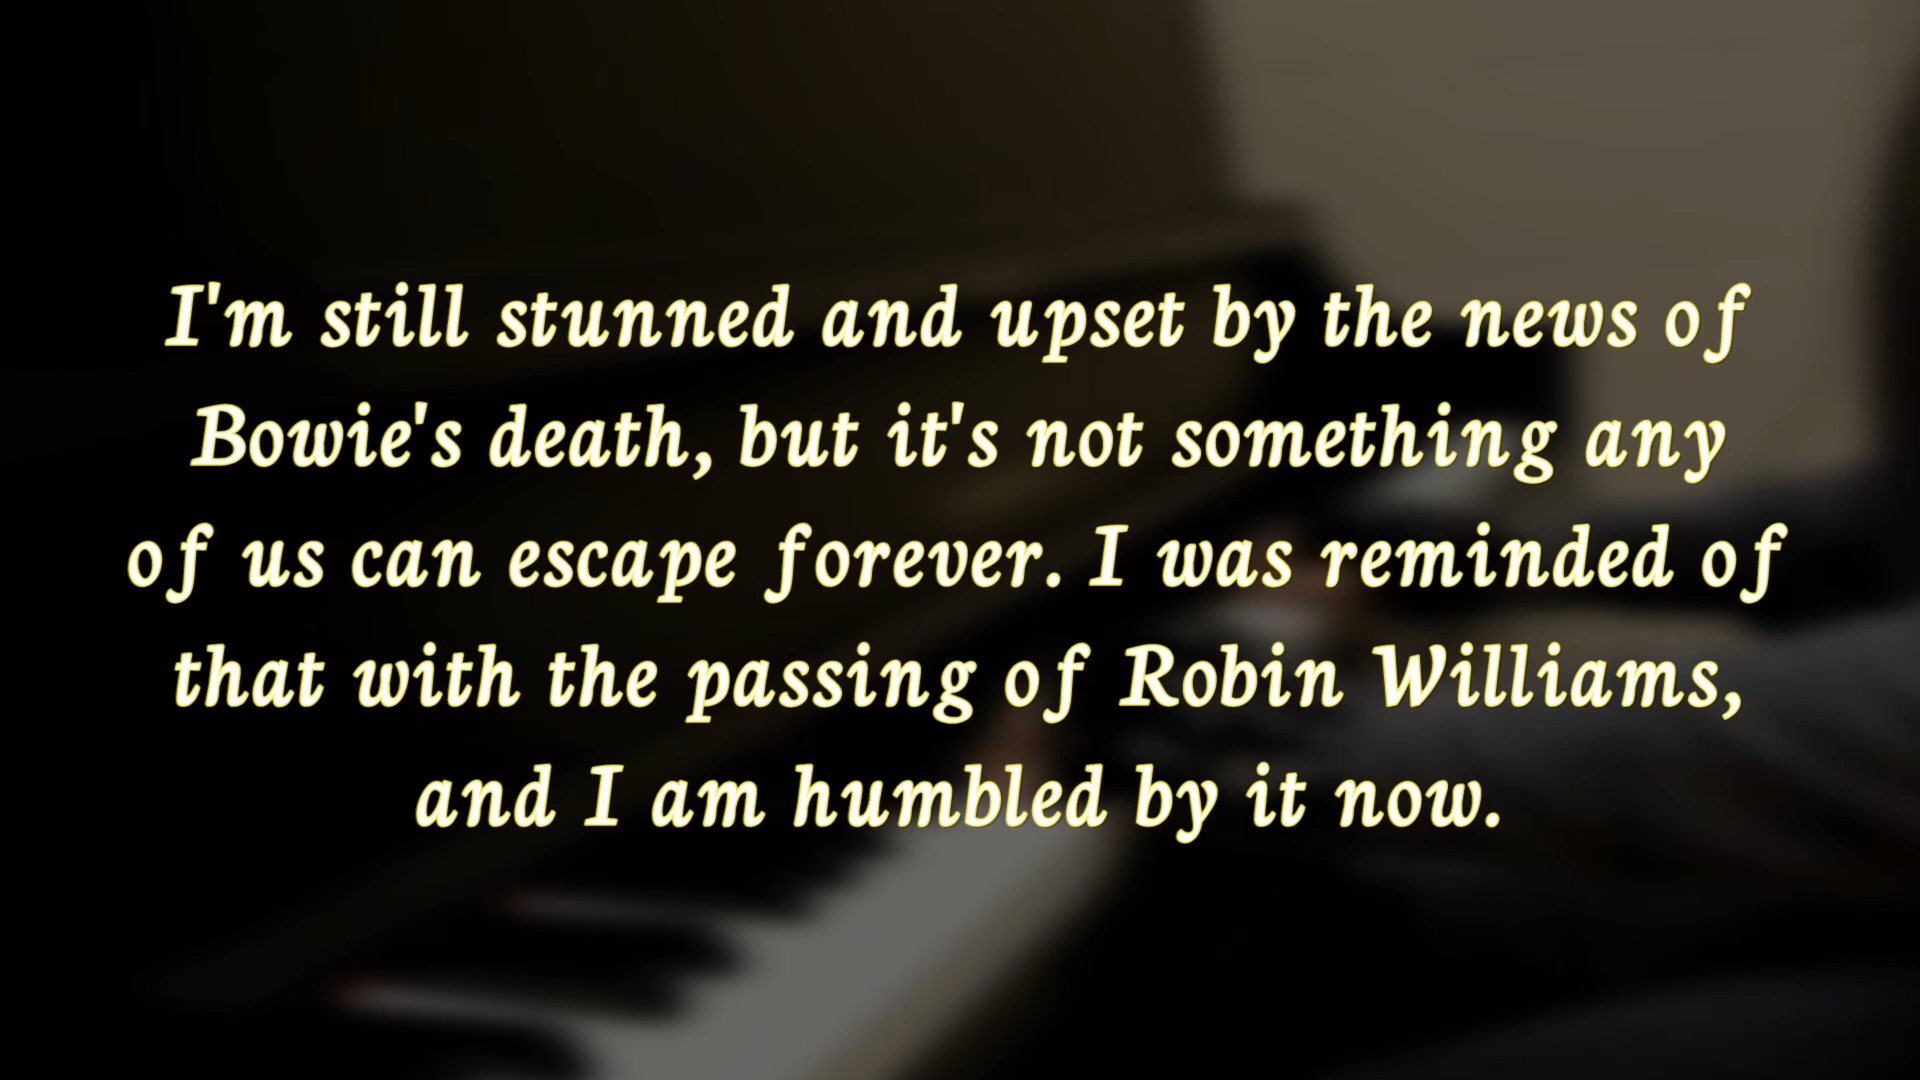 I'm still stunned and upset by the news of
Bowie's death, but it's not something any
of us can escape forever. I was reminded of
that with the passing of Robin Williams,
and I am humbled by it now.